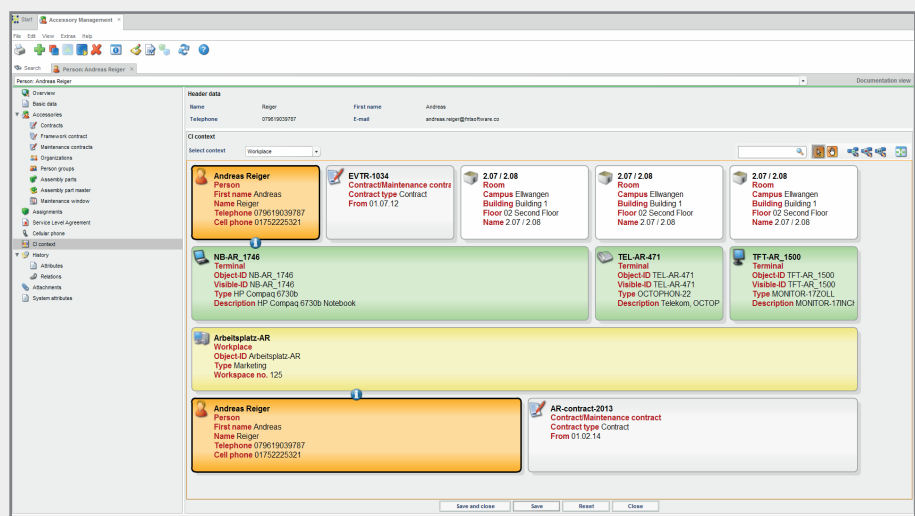 Start Accessory Management ×
File Edit View Extras Help
Search Person: Andreas Reiger ×
Person: Andreas Reiger Documentation view
Overview
Basic data
Accessories
Contracts
Framework contract
Maintenance contracts
Organizations
Person groups
Assembly parts
Assembly part master
Maintenance window
Assignments
Service Level Agreement
Cellular phone
CI context
History
Attributes
Relations
Attachments
System attributes
Header data
Name Reiger First name Andreas
Telephone 079619039787 E-mail andreas.reiger@fntsoftware.co
CI context
Select context Workplace
Andreas Reiger
Person
First name Andreas
Name Reiger
Telephone 079619039787
Cell phone 01752225321
EVTR-1034
Contract/Maintenance contra
Contract type Contract
From 01.07.12
2.07 / 2.08
Room
Campus Ellwangen
Building Building 1
Floor 02 Second Floor
Name 2.07 / 2.08
2.07 / 2.08
Room
Campus Ellwangen
Building Building 1
Floor 02 Second Floor
Name 2.07 / 2.08
2.07 / 2.08
Room
Campus Ellwangen
Building Building 1
Floor 02 Second Floor
Name 2.07 / 2.08
NB-AR_1746
Terminal
Object-ID NB-AR_1746
Visible-ID NB-AR_1746
Type HP Compaq 6730b
Description HP Compaq 6730b Notebook
TEL-AR-471
Terminal
Object-ID TEL-AR-471
Visible-ID TEL-AR-471
Type OCTOPHON-22
Description Telekom, OCTOP
TFT-AR_1500
Terminal
Object-ID TFT-AR_1500
Visible-ID TFT-AR_1500
Type MONITOR-17ZOLL
Description MONITOR-17INCH
Arbeitsplatz-AR
Workplace
Object-ID Arbeitsplatz-AR
Type Marketing
Workspace no. 125
Andreas Reiger
Person
First name Andreas
Name Reiger
Telephone 079619039787
Cell phone 01752225321
AR-contract-2013
Contract/Maintenance contract
Contract type Contract
From 01.02.14
Save and close Save Reset Close